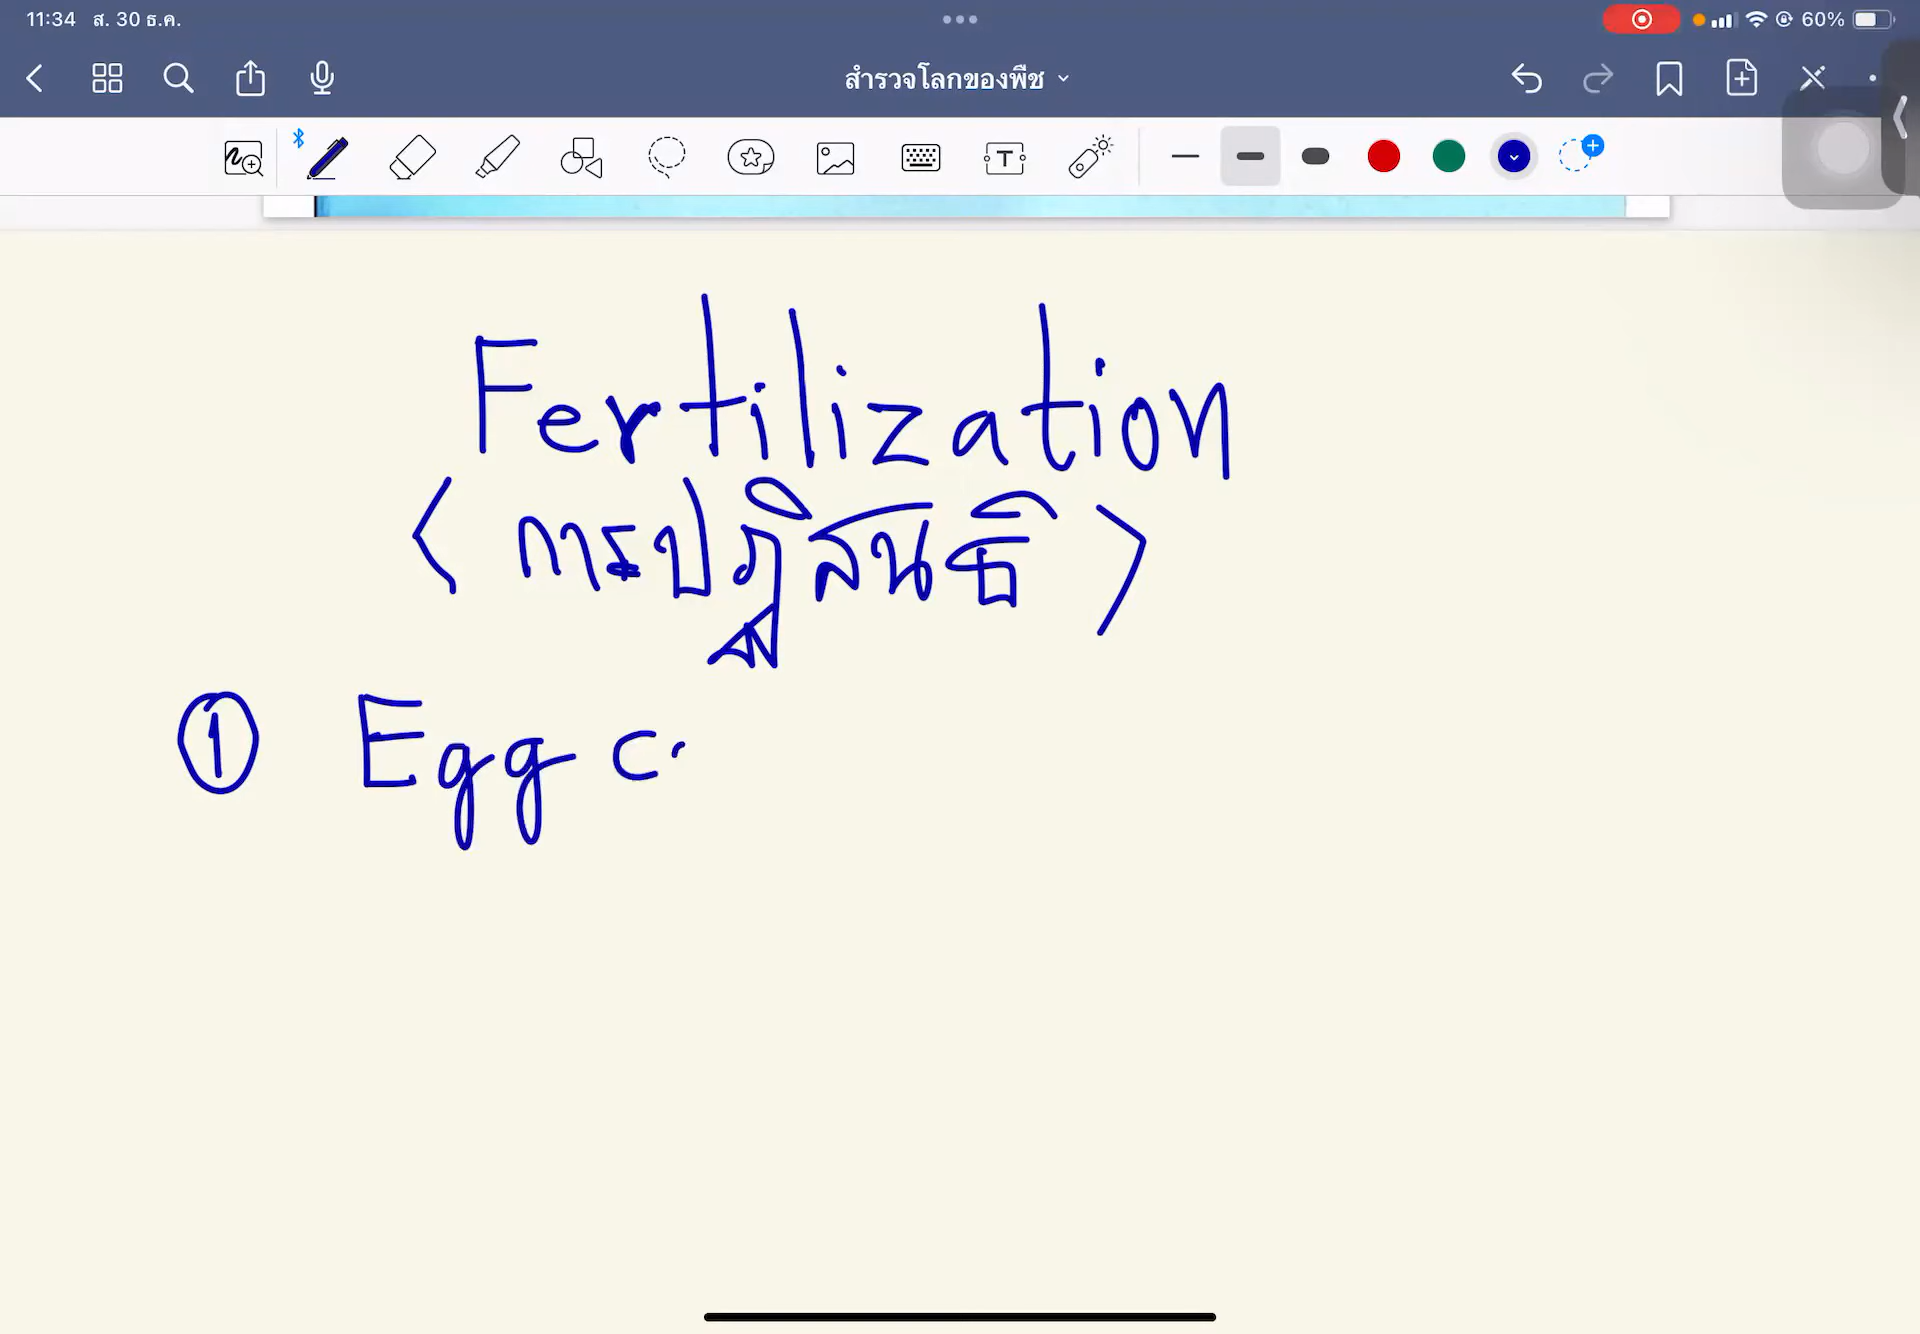 11:34 ส. 30 ธ.ค.
60%
สำรวจโลกของพืช
T
Fertilization
< การปฏิสนธิ >
① Egg c